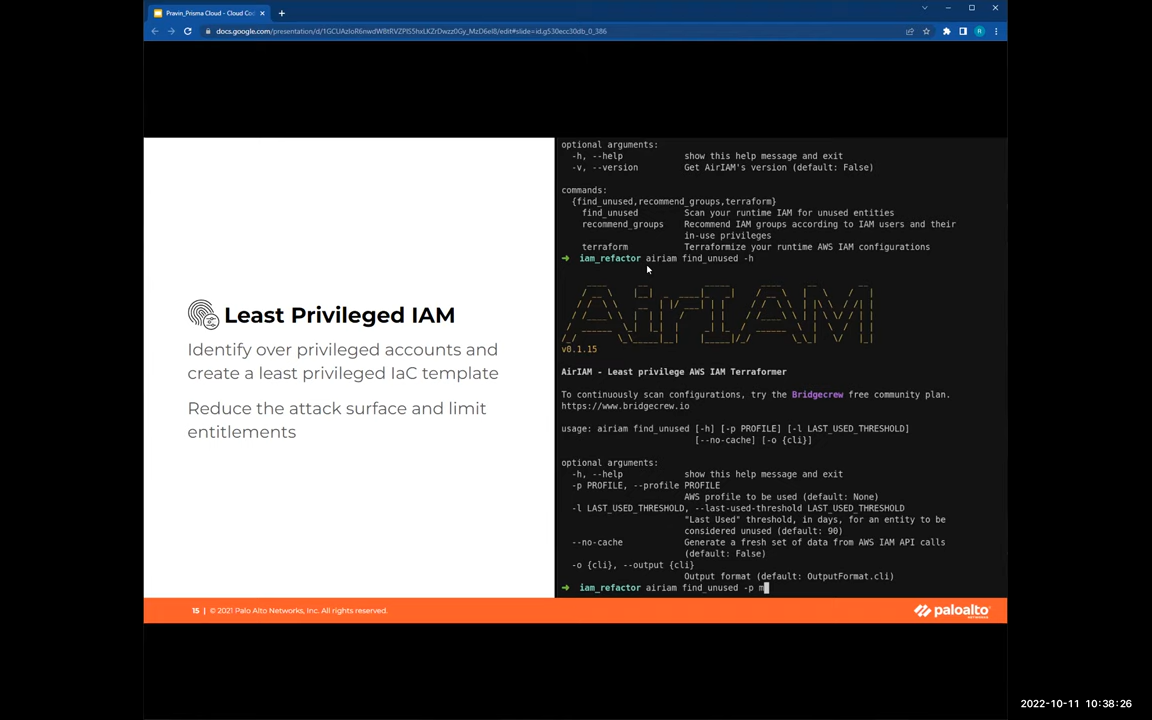 Pravin_Prisma Cloud - Cloud Co
docs.google.com/presentation/d/1GCUAzloR6nwdW8tRVZPlS5hxLKZrDwzz0Gy_MzD6el8/edit#slide=id.g530ecc30db_0_386
Least Privileged IAM
Identify over privileged accounts and
create a least privileged IaC template
Reduce the attack surface and limit
entitlements
optional arguments:
-h, --help show this help message and exit
-v, --version Get AirIAM's version (default: False)
commands:
{find_unused,recommend_groups,terraform}
find_unused Scan your runtime IAM for unused entities
recommend_groups Recommend IAM groups according to IAM users and their
in-use privileges
terraform Terraformize your runtime AWS IAM configurations
➜ iam_refactor airiam find_unused -h
AirIAM
v0.1.15
AirIAM - Least privilege AWS IAM Terraformer
To continuously scan configurations, try the Bridgecrew free community plan.
https://www.bridgecrew.io
usage: airiam find_unused [-h] [-p PROFILE] [-l LAST_USED_THRESHOLD]
[--no-cache] [-o {cli}]
optional arguments:
-h, --help show this help message and exit
-p PROFILE, --profile PROFILE
AWS profile to be used (default: None)
-l LAST_USED_THRESHOLD, --last-used-threshold LAST_USED_THRESHOLD
"Last Used" threshold, in days, for an entity to be
considered unused (default: 90)
--no-cache Generate a fresh set of data from AWS IAM API calls
(default: False)
-o {cli}, --output {cli}
Output format (default: OutputFormat.cli)
➜ iam_refactor airiam find_unused -p m
15 | © 2021 Palo Alto Networks, Inc. All rights reserved.
paloalto
NETWORKS
2022-10-11 10:38:26